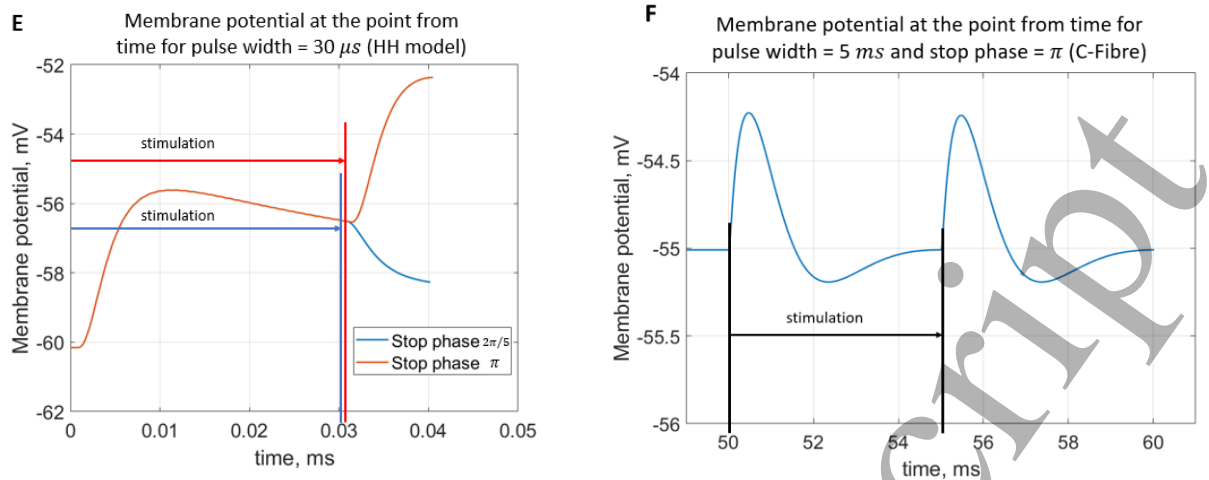 E
Membrane potential at the point from
time for pulse width = 30 μs (HH model)
Membrane potential, mV
-52
-54
-56
-58
-60
-62
stimulation
stimulation
Stop phase 2π/5
Stop phase π
0
0.01
0.02
0.03
0.04
0.05
time, ms
F
Membrane potential at the point from time for
pulse width = 5 ms and stop phase = π (C-Fibre)
Membrane potential, mV
-54
-54.5
-55
-55.5
-56
stimulation
50
52
54
56
58
60
time, ms
cript